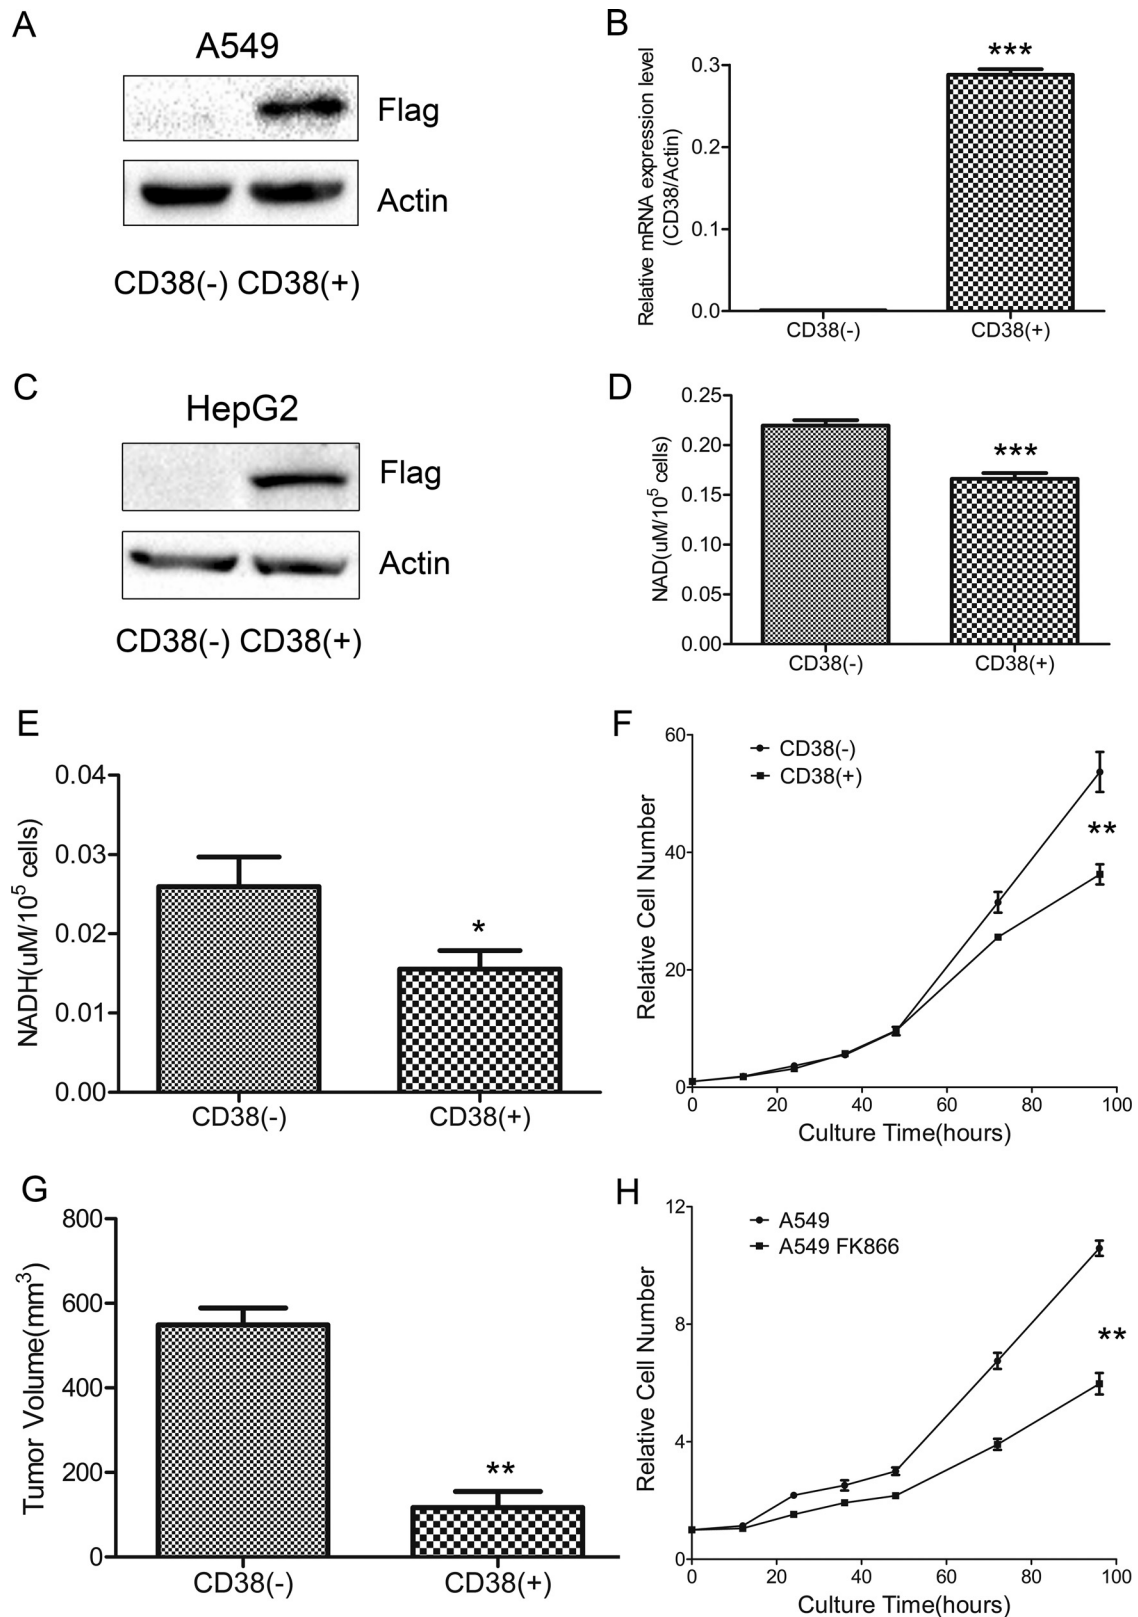 A
A549
Flag
Actin
CD38(-) CD38(+)
B
Relative mRNA expression level
(CD38/Actin)
0.3
0.2
0.1
0.0
***
CD38(-)
CD38(+)
C
HepG2
Flag
Actin
CD38(-) CD38(+)
D
NAD(uM/10⁵ cells)
0.25
0.20
0.15
0.10
0.05
0.00
***
CD38(-)
CD38(+)
E
NADH(uM/10⁵ cells)
0.04
0.03
0.02
0.01
0.00
*
CD38(-)
CD38(+)
F
Relative Cell Number
60
40
20
0
CD38(-)
CD38(+)
**
0 20 40 60 80 100
Culture Time(hours)
G
Tumor Volume(mm³)
800
600
400
200
0
**
CD38(-)
CD38(+)
H
Relative Cell Number
12
8
4
0
A549
A549 FK866
**
0 20 40 60 80 100
Culture Time(hours)